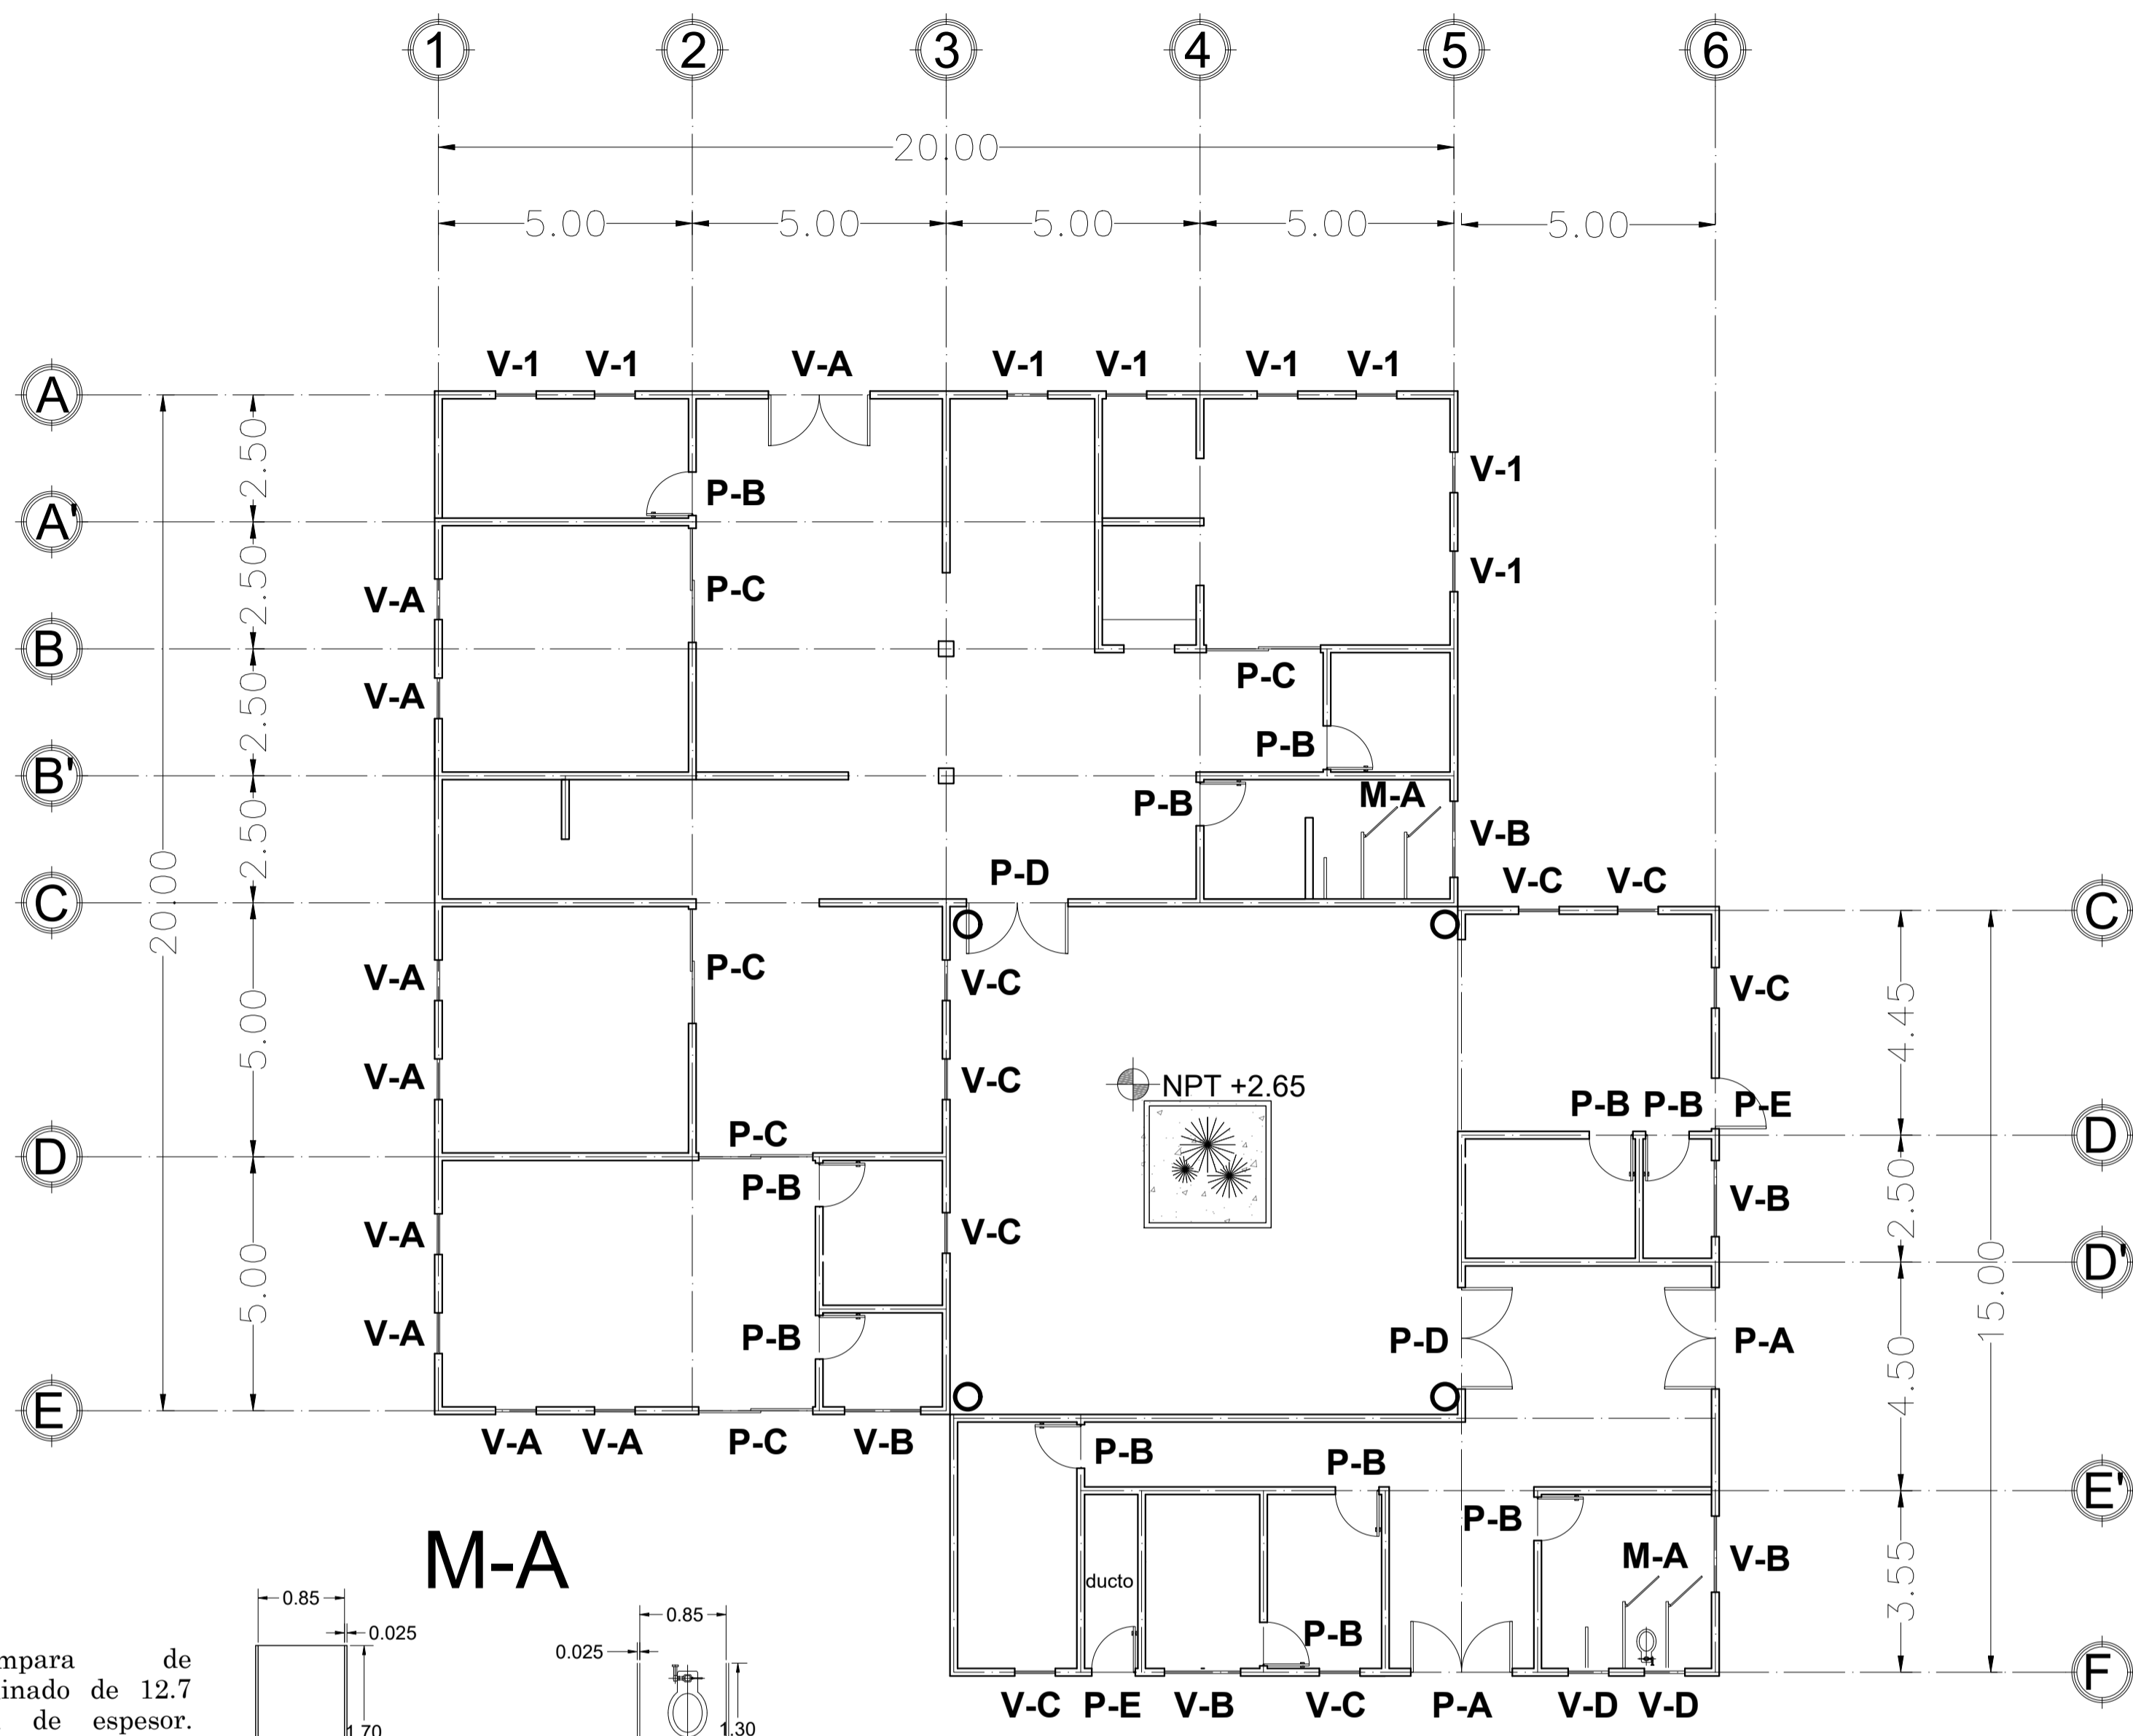 1 2 3 4 5 6
20.00
5.00 5.00 5.00 5.00 5.00
V-1 V-1 V-A V-1 V-1 V-1 V-1
A
2.50
V-1
P-B
A'
2.50
V-1
V-A P-C
B
2.50
P-C
V-A
P-B
B'
M-A
P-B
V-B
2.50
20.00
P-D
V-C V-C
C C
P-C
V-A V-C V-C
4.45
5.00
V-A V-C
NPT +2.65
P-B P-B P-E
P-C
D D
P-B
2.50
V-B
V-A V-C
D'
5.00
15.00
V-A P-B P-D P-A
4.50
E
V-A V-A P-C V-B
P-B P-B
E'
P-B
M-A
V-B
3.55
ducto
P-B
F
V-C P-E V-B V-C P-A V-D V-D
M-A
0.85
0.025
1.70
0.85
0.025
1.30
de
de 12.7
de espesor.